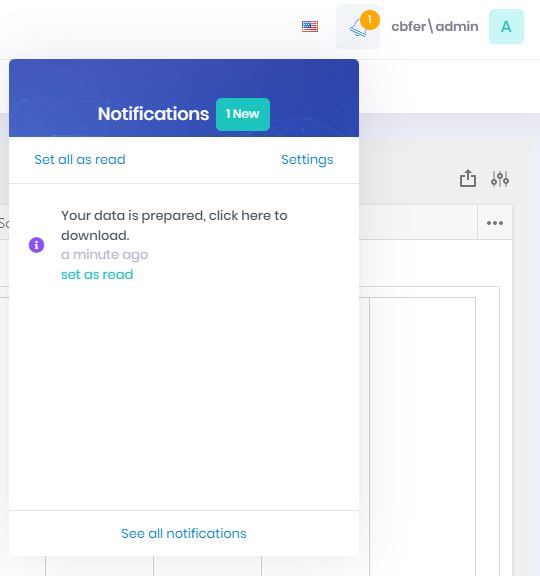 1
cbfer\admin
A
Notifications 1 New
Set all as read
Settings
Your data is prepared, click here to
download.
a minute ago
set as read
See all notifications